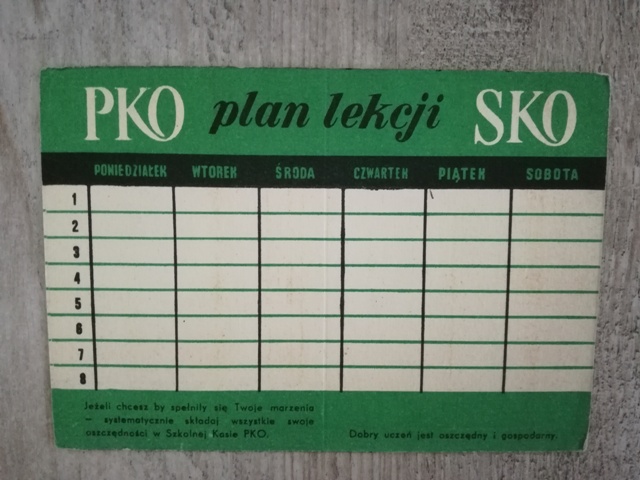 PKO plan lekcji SKO
PONIEDZIAŁEK WTOREK ŚRODA CZWARTEK PIĄTEK SOBOTA
1
2
3
4
5
6
7
8
Jeżeli chcesz by spełniły się Twoje marzenia
— systematycznie składaj wszystkie swoje
oszczędności w Szkolnej Kasie PKO.
Dobry uczeń jest oszczędny i gospodarny.